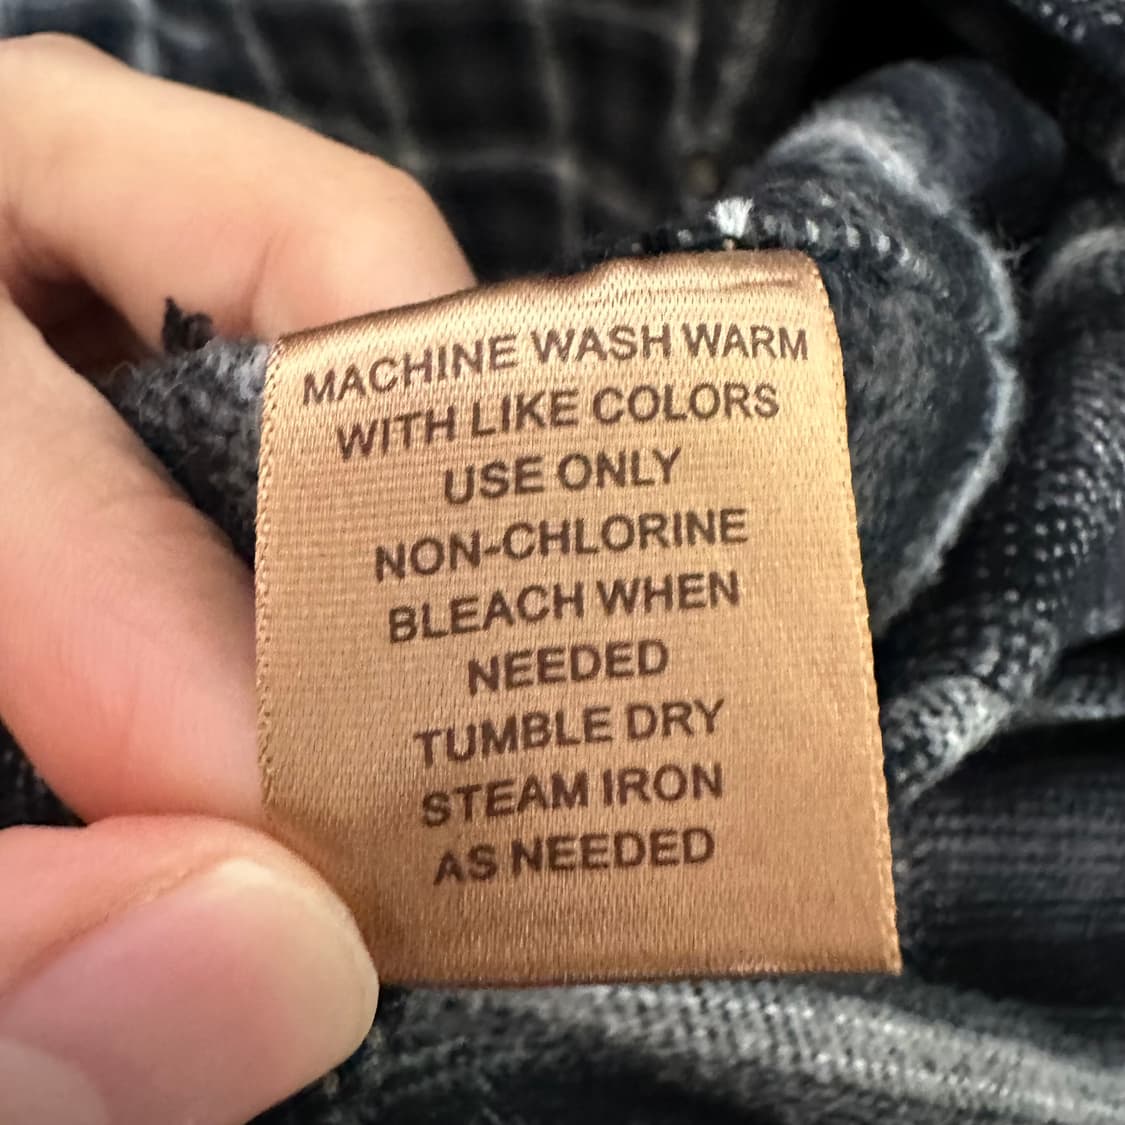 MACHINE WASH WARM
WITH LIKE COLORS
USE ONLY
NON-CHLORINE
BLEACH WHEN
NEEDED
TUMBLE DRY
STEAM IRON
AS NEEDED